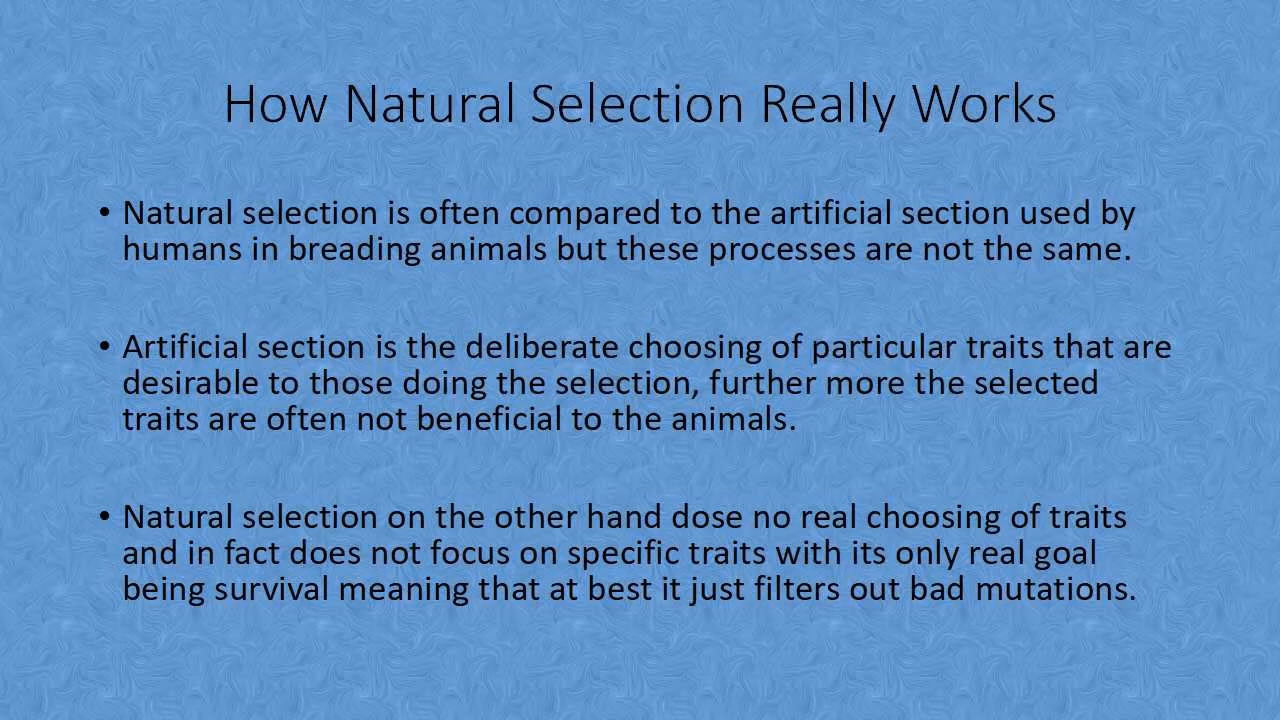 How Natural Selection Really Works
• Natural selection is often compared to the artificial section used by
humans in breading animals but these processes are not the same.
• Artificial section is the deliberate choosing of particular traits that are
desirable to those doing the selection, further more the selected
traits are often not beneficial to the animals.
• Natural selection on the other hand dose no real choosing of traits
and in fact does not focus on specific traits with its only real goal
being survival meaning that at best it just filters out bad mutations.